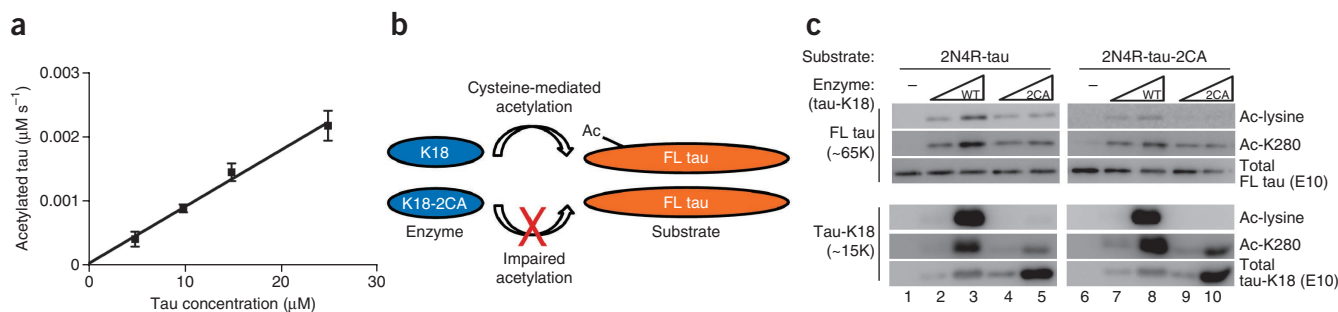 a
Acetylated tau (μM s⁻¹)
0.003
0.002
0.001
0
0
10
20
30
Tau concentration (μM)
b
Cysteine-mediated
acetylation
Ac
K18
FL tau
K18-2CA
FL tau
Enzyme
X
Substrate
Impaired
acetylation
c
Substrate:
2N4R-tau
2N4R-tau-2CA
Enzyme:
(tau-K18)
–
WT
2CA
–
WT
2CA
FL tau
(~65K)
Ac-lysine
Ac-K280
Total
FL tau (E10)
Tau-K18
(~15K)
Ac-lysine
Ac-K280
Total
tau-K18 (E10)
1 2 3 4 5 6 7 8 9 10